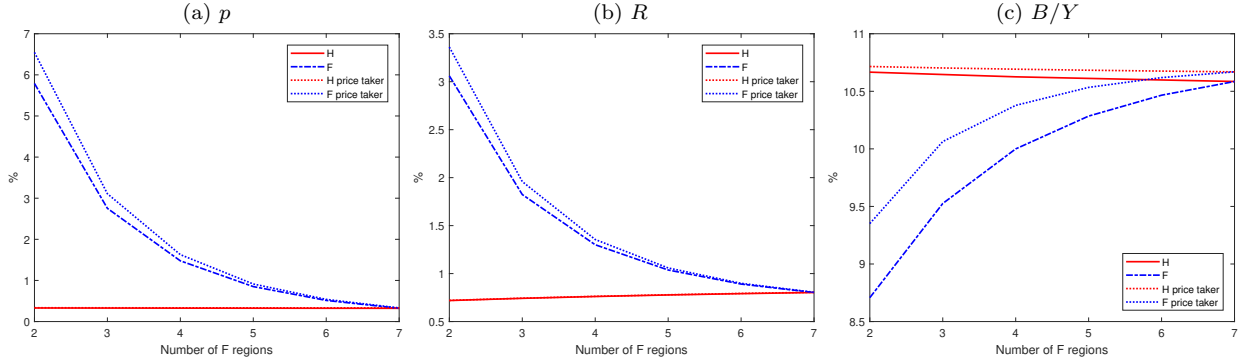 (a) p
7
6
5
4
3
2
1
0
%
2 3 4 5 6 7
Number of F regions
H
F
H price taker
F price taker
(b) R
3.5
3
2.5
2
1.5
1
0.5
%
2 3 4 5 6 7
Number of F regions
H
F
H price taker
F price taker
(c) B/Y
11
10.5
10
9.5
9
8.5
%
2 3 4 5 6 7
Number of F regions
H
F
H price taker
F price taker